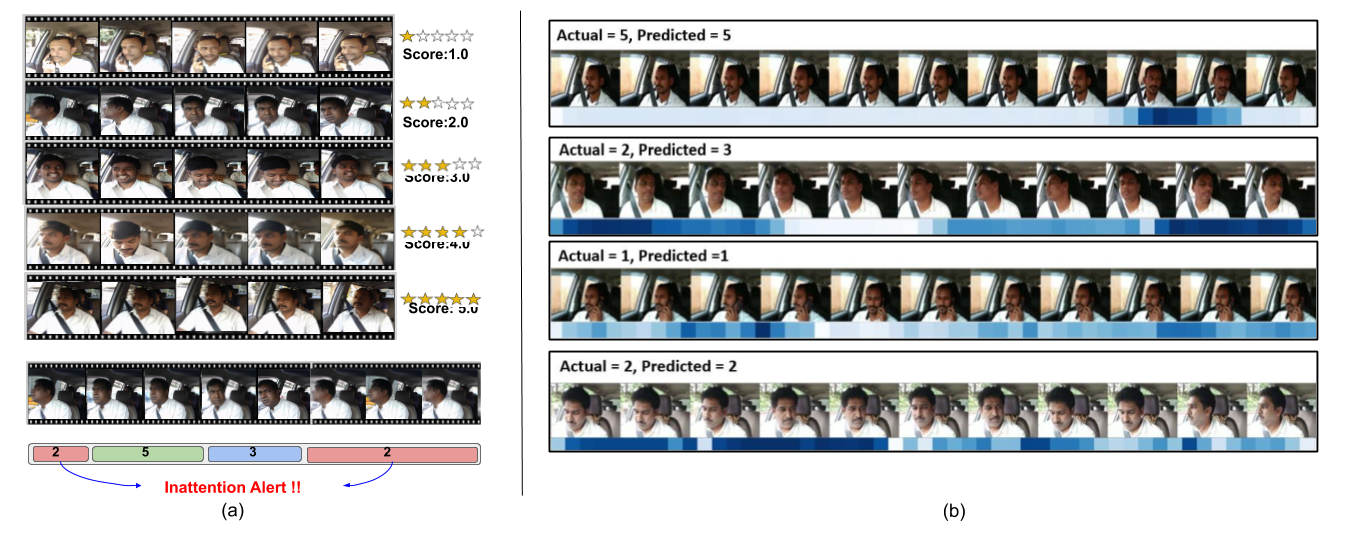 Score:1.0
Score:2.0
Score:3.0
Score:4.0
Score: 5.0
2 5 3 2
Inattention Alert !!
(a)
Actual = 5, Predicted = 5
Actual = 2, Predicted = 3
Actual = 1, Predicted =1
Actual = 2, Predicted = 2
(b)